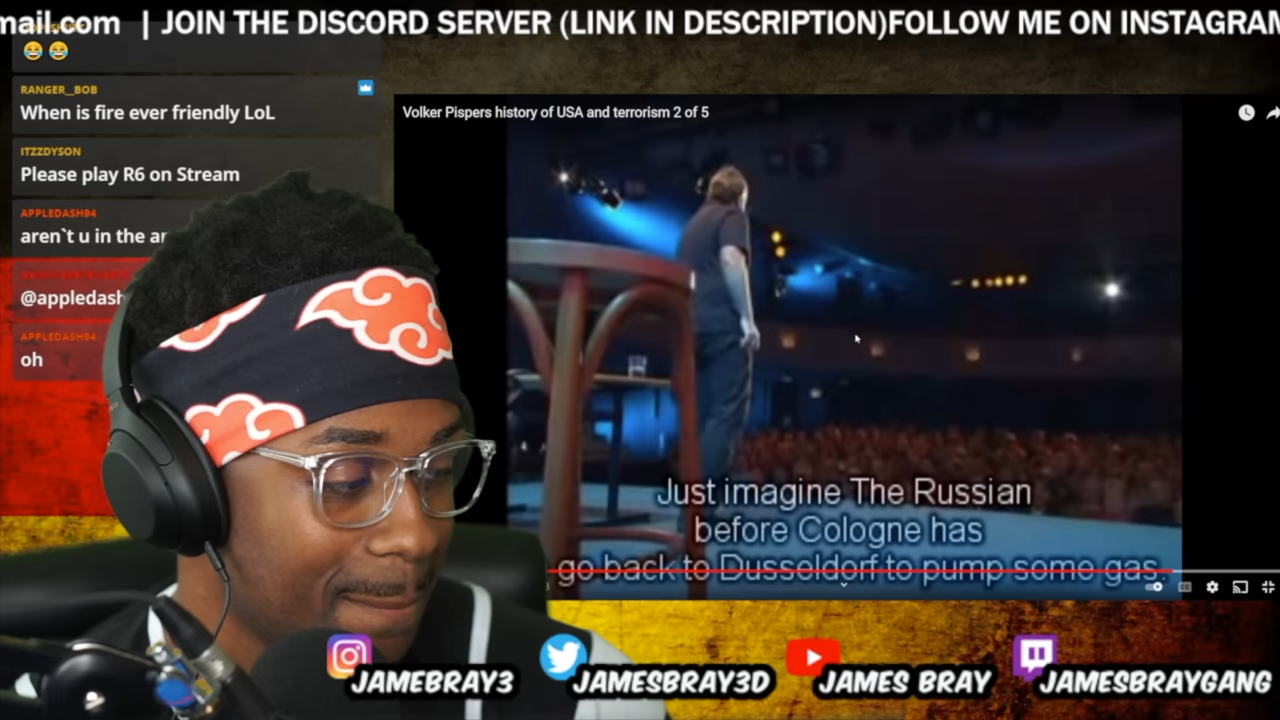 mail.com | JOIN THE DISCORD SERVER (LINK IN DESCRIPTION)FOLLOW ME ON INSTAGRAM
RANGER__BOB
When is fire ever friendly LoL
ITZZDYSON
Please play R6 on Stream
APPLEDASH94
aren`t u in the ar
@appledash
APPLEDASH94
oh
Volker Pispers history of USA and terrorism 2 of 5
Just imagine The Russian
before Cologne has
go back to Dusseldorf to pump some gas.
JAMEBRAY3
JAMESBRAY3D
JAMES BRAY
JAMESBRAYGANG